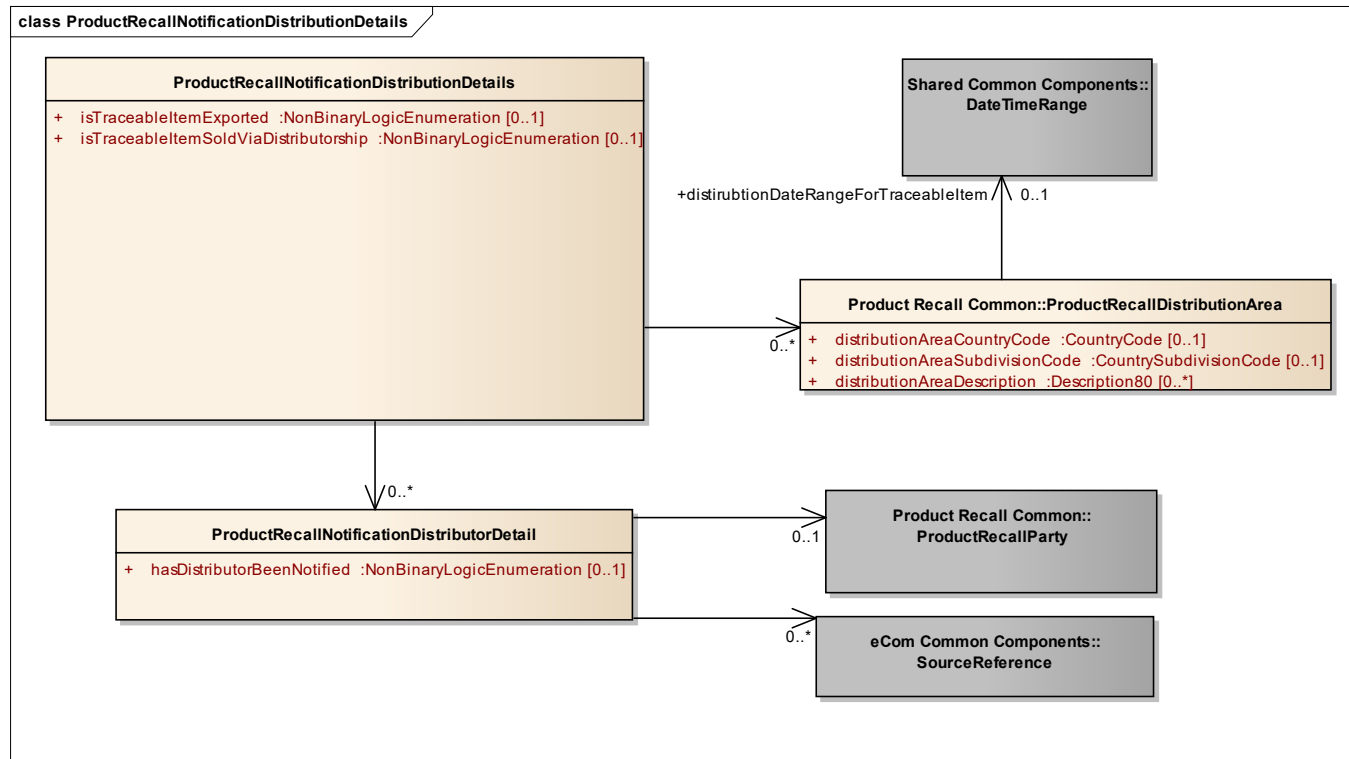 class ProductRecallNotificationDistributionDetails
ProductRecallNotificationDistributionDetails
+ isTraceableItemExported :NonBinaryLogicEnumeration [0..1]
+ isTraceableItemSoldViaDistributorship :NonBinaryLogicEnumeration [0..1]
Shared Common Components::
DateTimeRange
+distirubtionDateRangeForTraceableItem 0..1
Product Recall Common::ProductRecallDistributionArea
+ distributionAreaCountryCode :CountryCode [0..1]
+ distributionAreaSubdivisionCode :CountrySubdivisionCode [0..1]
+ distributionAreaDescription :Description80 [0..*]
0..*
0..*
ProductRecallNotificationDistributorDetail
+ hasDistributorBeenNotified :NonBinaryLogicEnumeration [0..1]
Product Recall Common::
ProductRecallParty
0..1
eCom Common Components::
SourceReference
0..*